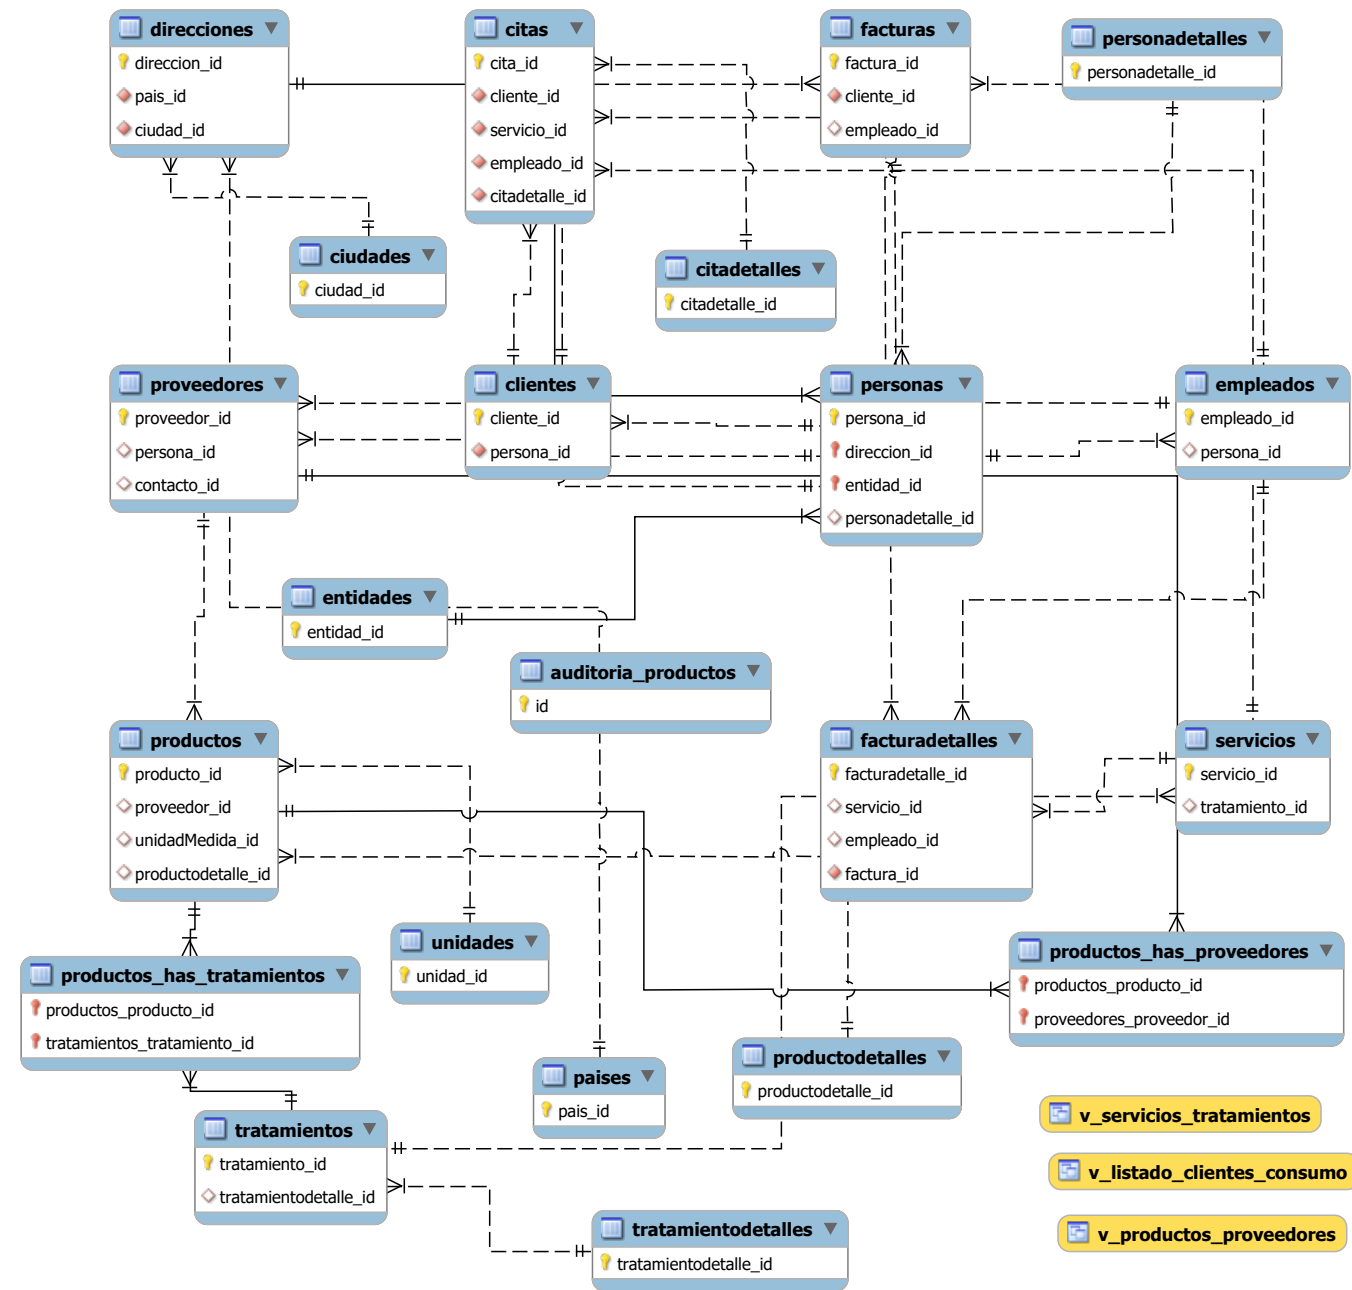 direcciones
direccion_id
pais_id
ciudad_id
citas
cita_id
cliente_id
servicio_id
empleado_id
citadetalle_id
facturas
factura_id
cliente_id
empleado_id
personadetalles
personadetalle_id
ciudades
ciudad_id
citadetalles
citadetalle_id
proveedores
proveedor_id
persona_id
contacto_id
clientes
cliente_id
persona_id
personas
persona_id
direccion_id
entidad_id
personadetalle_id
empleados
empleado_id
persona_id
entidades
entidad_id
auditoria_productos
id
productos
producto_id
proveedor_id
unidadMedida_id
productodetalle_id
facturadetalles
facturadetalle_id
servicio_id
empleado_id
factura_id
servicios
servicio_id
tratamiento_id
unidades
unidad_id
productos_has_tratamientos
productos_producto_id
tratamientos_tratamiento_id
productos_has_proveedores
productos_producto_id
proveedores_proveedor_id
paises
pais_id
productodetalles
productodetalle_id
tratamientos
tratamiento_id
tratamientodetalle_id
tratamientodetalles
tratamientodetalle_id
v_servicios_tratamientos
v_listado_clientes_consumo
v_productos_proveedores